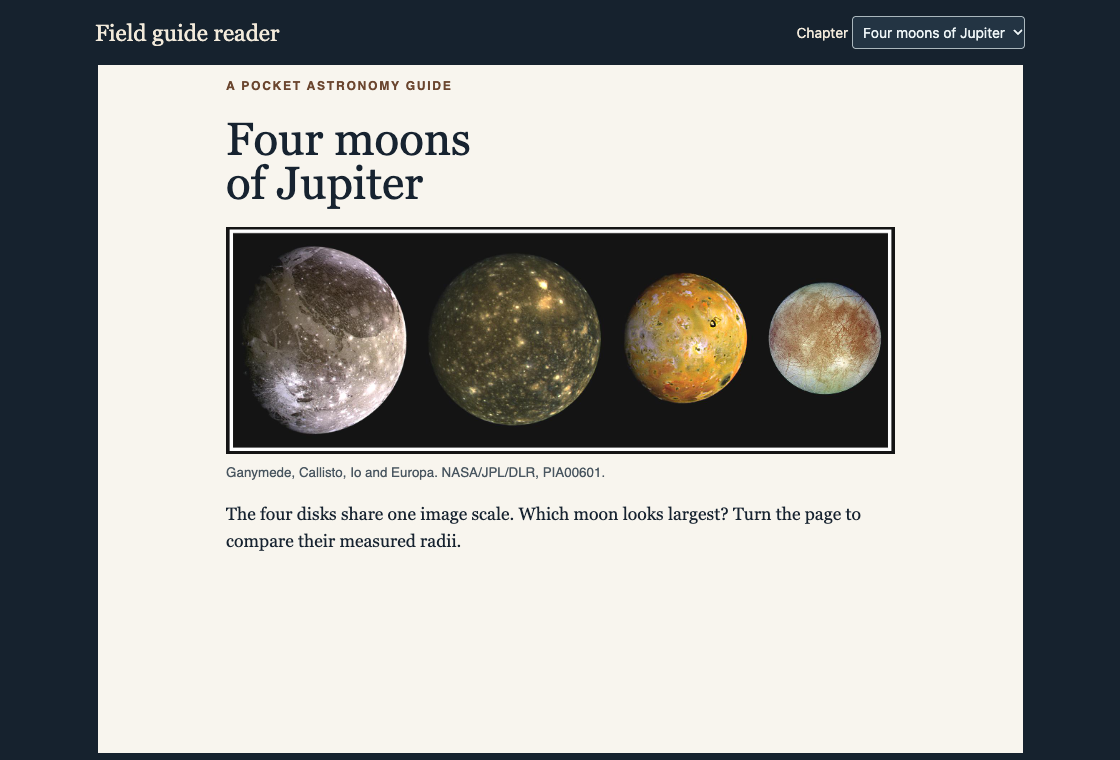 Field guide reader
Chapter Four moons of Jupiter
A POCKET ASTRONOMY GUIDE
Four moons
of Jupiter
Ganymede, Callisto, Io and Europa. NASA/JPL/DLR, PIA00601.
The four disks share one image scale. Which moon looks largest? Turn the page to
compare their measured radii.